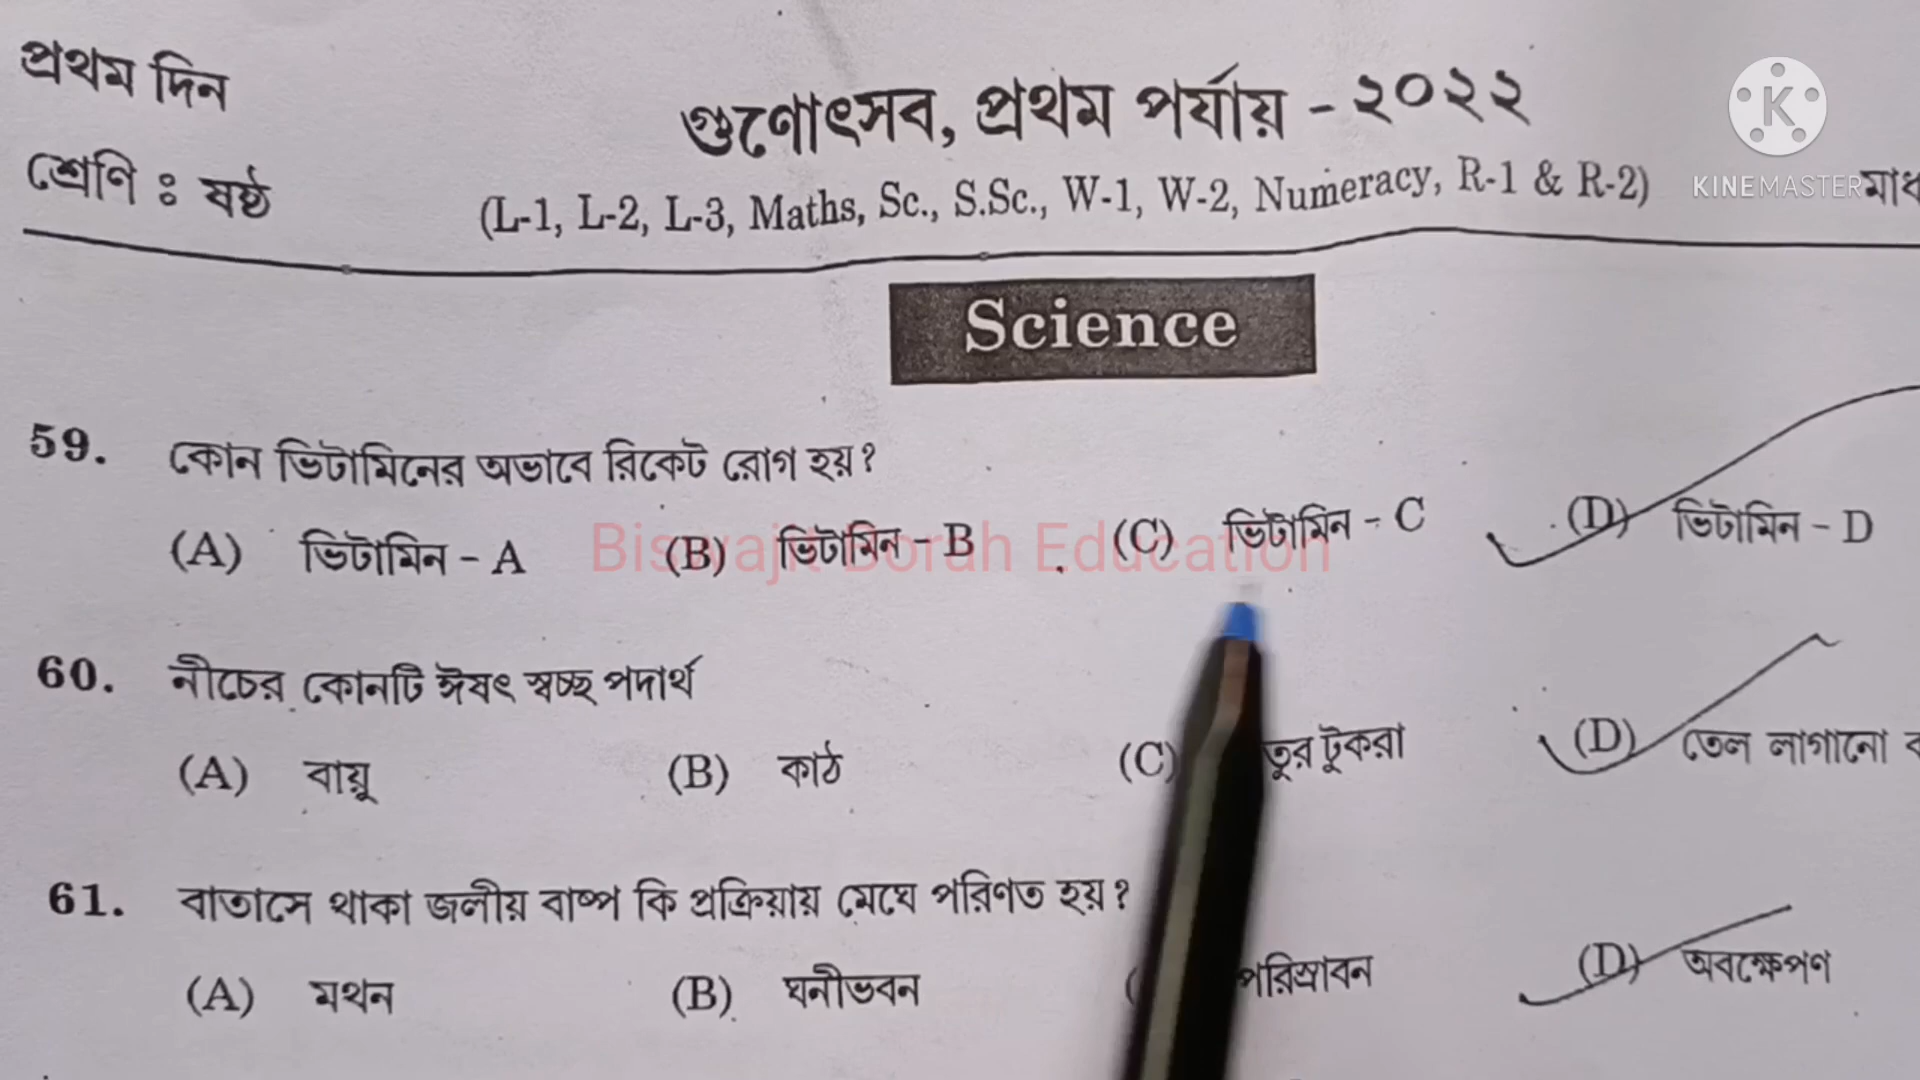 প্রথম দিন
গুণোৎসব, প্রথম পর্যায় - ২০২২
শ্রেণি ঃ ষষ্ঠ
(L-1, L-2, L-3, Maths, Sc., S.Sc., W-1, W-2, Numeracy, R-1 & R-2)
KINEMASTER
Science
59. কোন ভিটামিনের অভাবে রিকেট রোগ হয়?
(A) ভিটামিন - A (B) ভিটামিন - B (C) ভিটামিন - C (D) ভিটামিন - D
Biswajit Borah Education
60. নীচের কোনটি ঈষৎ স্বচ্ছ পদার্থ
(A) বায়ু (B) কাঠ (C) টুকরা (D) তেল লাগানো
61. বাতাসে থাকা জলীয় বাষ্প কি প্রক্রিয়ায় মেঘে পরিণত হয়?
(A) মথন (B) ঘনীভবন পরিস্রাবন (D) অবক্ষেপণ